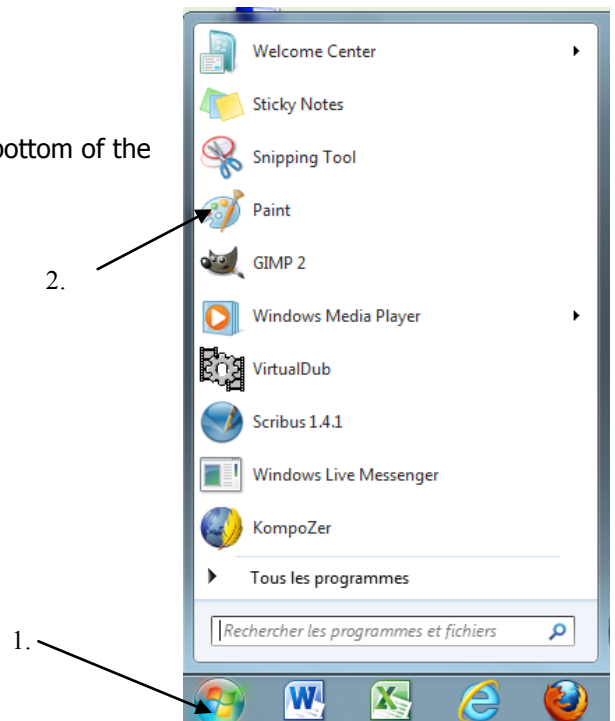 Welcome Center
Sticky Notes
bottom of the
Snipping Tool
Paint
2.
GIMP 2
Windows Media Player
VirtualDub
Scribus 1.4.1
Windows Live Messenger
KompoZer
Tous les programmes
Rechercher les programmes et fichiers
1.